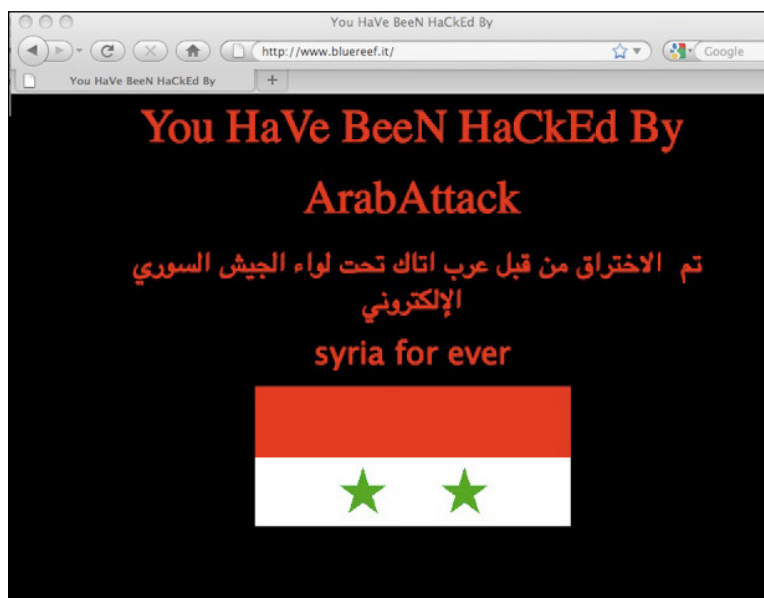 You HaVe BeeN HaCkEd By
http://www.bluereef.it/
Google
You HaVe BeeN HaCkEd By
You HaVe BeeN HaCkEd By
ArabAttack
تم الاختراق من قبل عرب اتاك تحت لواء الجيش السوري
الإلكتروني
syria for ever